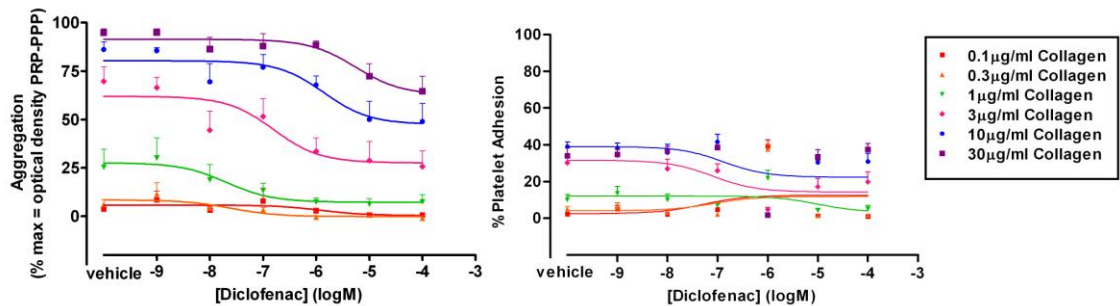 100
75
50
25
0
Aggregation
(% max = optical density PRP-PPP)
vehicle -9 -8 -7 -6 -5 -4 -3
[Diclofenac] (logM)
100
80
60
40
20
0
% Platelet Adhesion
vehicle -9 -8 -7 -6 -5 -4 -3
[Diclofenac] (logM)
0.1µg/ml Collagen
0.3µg/ml Collagen
1µg/ml Collagen
3µg/ml Collagen
10µg/ml Collagen
30µg/ml Collagen